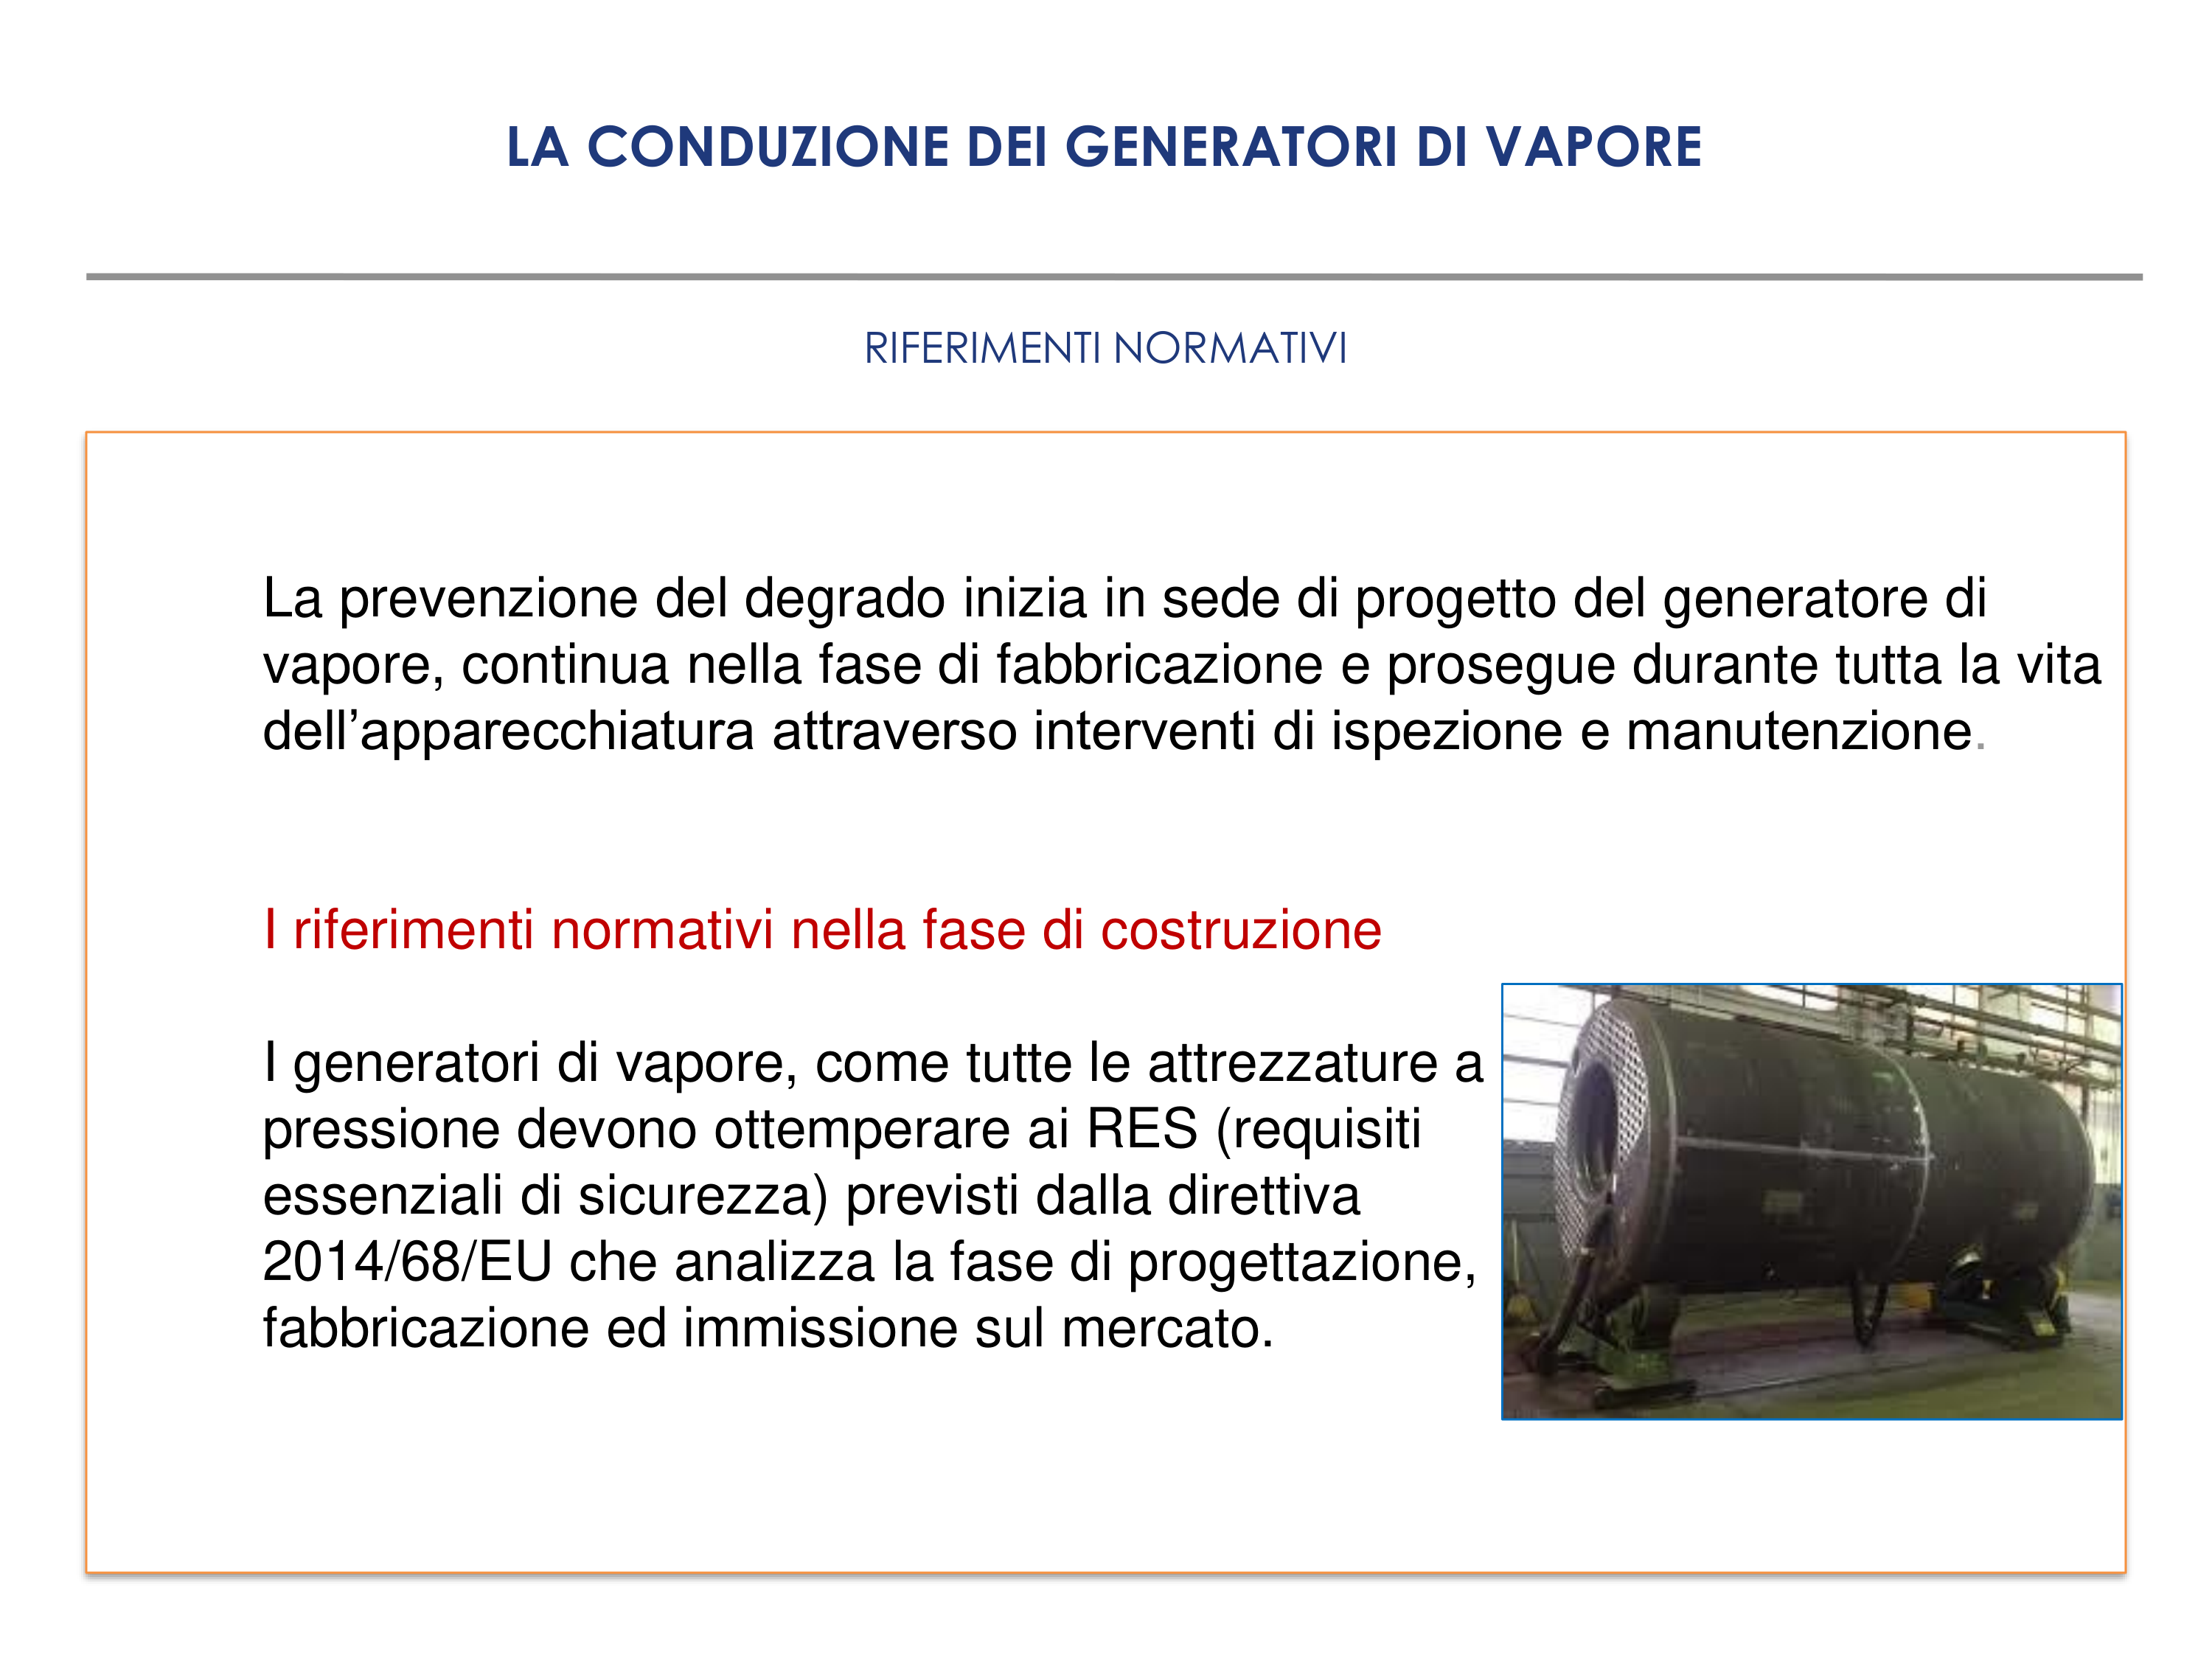 LA CONDUZIONE DEI GENERATORI DI VAPORE
RIFERIMENTI NORMATIVI
La prevenzione del degrado inizia in sede di progetto del generatore di
vapore, continua nella fase di fabbricazione e prosegue durante tutta la vita
dell’apparecchiatura attraverso interventi di ispezione e manutenzione.
I riferimenti normativi nella fase di costruzione
I generatori di vapore, come tutte le attrezzature a
pressione devono ottemperare ai RES (requisiti
essenziali di sicurezza) previsti dalla direttiva
2014/68/EU che analizza la fase di progettazione,
fabbricazione ed immissione sul mercato.